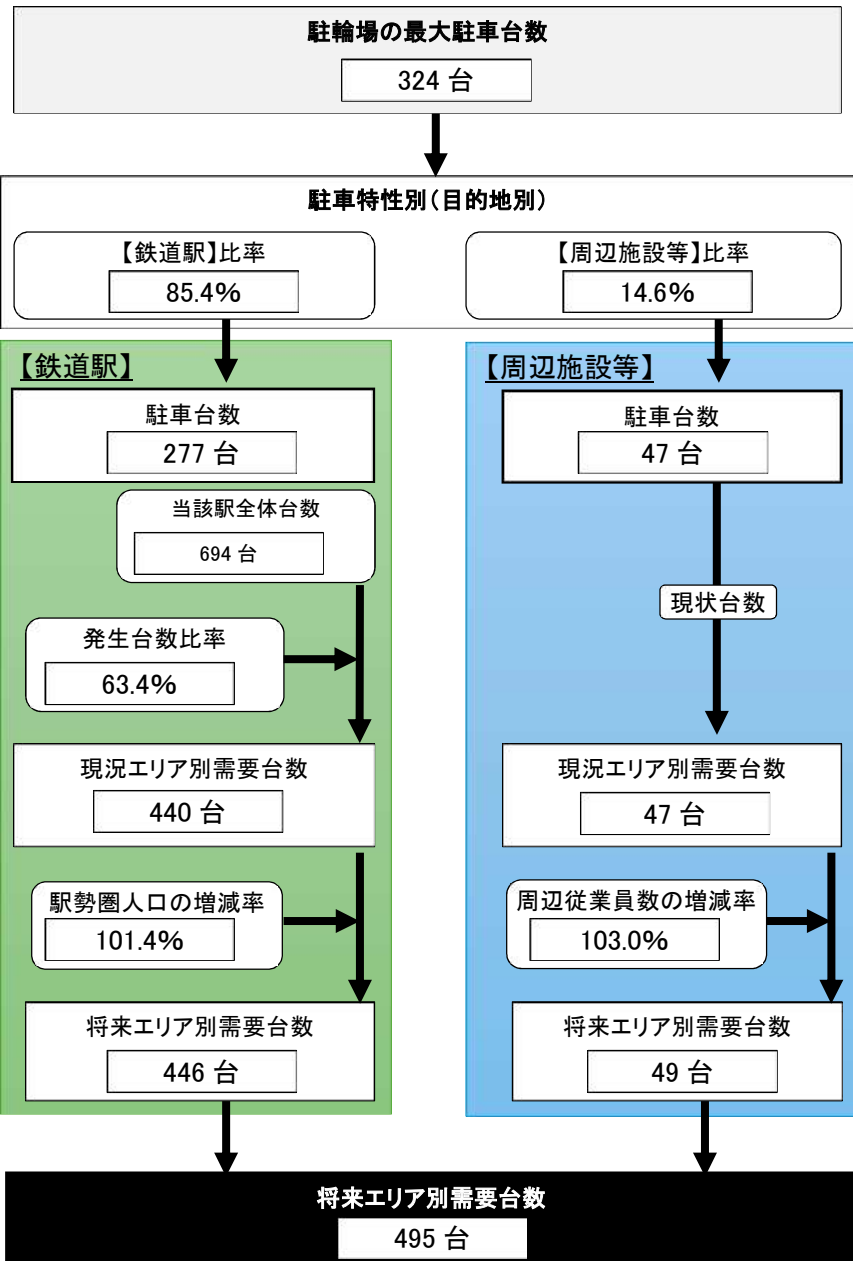 駐輪場の最大駐車台数
324 台
駐車特性別(目的地別)
【鉄道駅】比率
85.4%
【周辺施設等】比率
14.6%
【鉄道駅】
駐車台数
277 台
当該駅全体台数
694 台
発生台数比率
63.4%
現況エリア別需要台数
440 台
駅勢圏人口の増減率
101.4%
将来エリア別需要台数
446 台
【周辺施設等】
駐車台数
47 台
現状台数
現況エリア別需要台数
47 台
周辺従業員数の増減率
103.0%
将来エリア別需要台数
49 台
将来エリア別需要台数
495 台